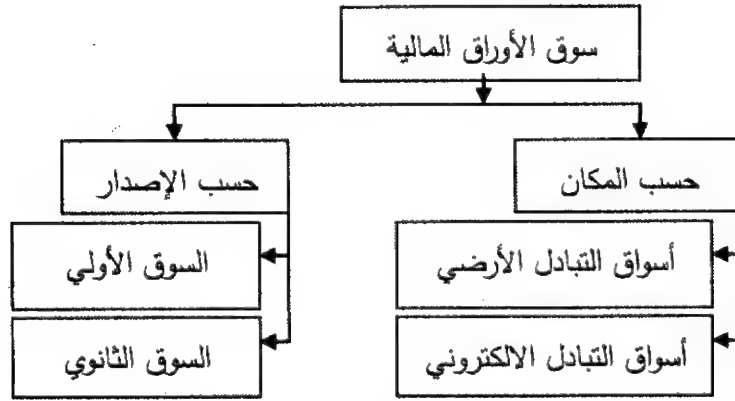 سوق الأوراق المالية
حسب المكان
حسب الإصدار
أسواق التبادل الأرضي
السوق الأولي
أسواق التبادل الالكتروني
السوق الثانوي